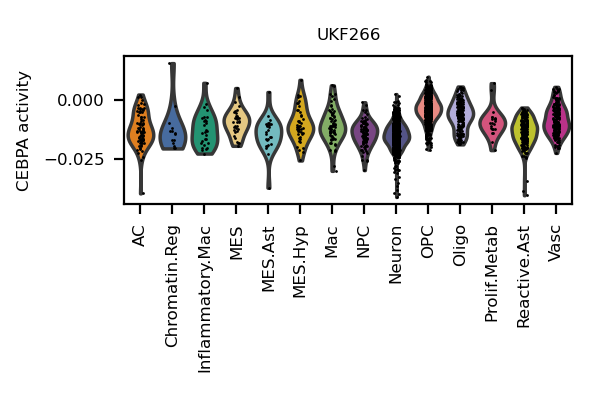 UKF266
CEBPA activity
0.000
−0.025
AC
Chromatin.Reg
Inflammatory.Mac
MES
MES.Ast
MES.Hyp
Mac
NPC
Neuron
OPC
Oligo
Prolif.Metab
Reactive.Ast
Vasc